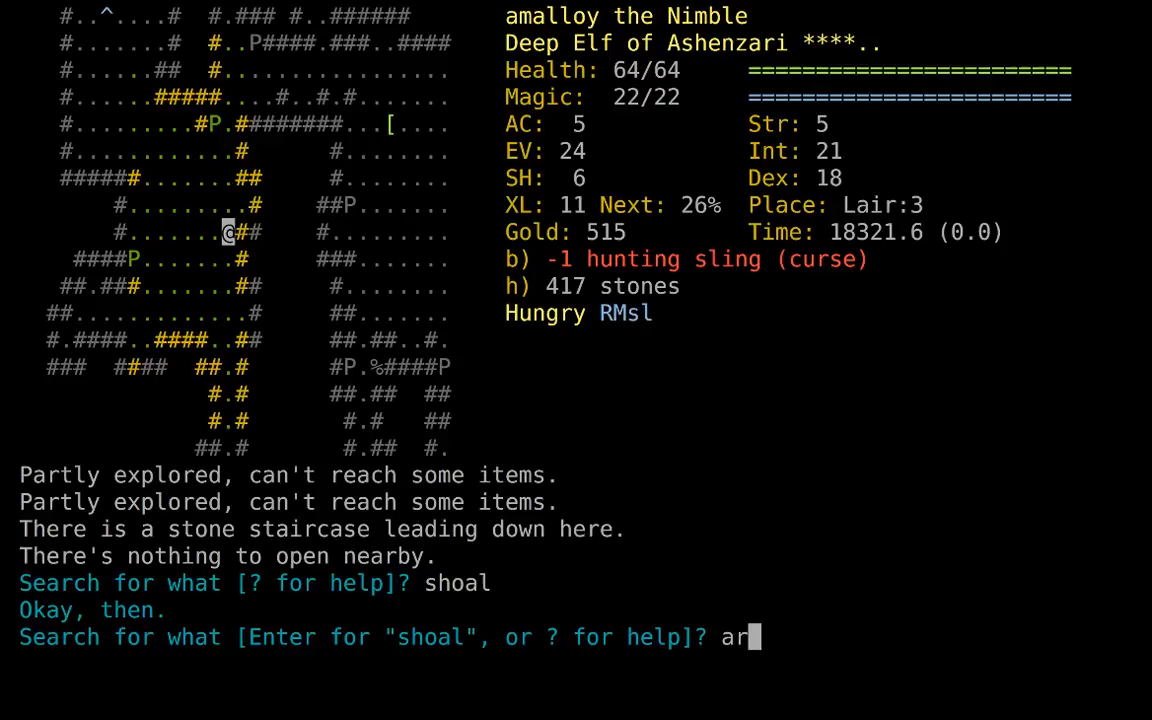 #..^....# #.### #..######          amalloy the Nimble
#.......# #..P####.###..####    Deep Elf of Ashenzari ****..
#......## #.................    Health: 64/64     ========================
#......#####....#..#.#......    Magic:  22/22     ========================
#.........#P.#########...[....    AC:  5            Str: 5
#............#      #........    EV: 24            Int: 21
#####‌#.......##     #........    SH:  6            Dex: 18
#.........#    ##P.......    XL: 11 Next: 26%  Place: Lair:3
#.......@##    #.........    Gold: 515         Time: 18321.6 (0.0)
####P.......#     ###.......    b) -1 hunting sling (curse)
##.###.......##     #........    h) 417 stones
##.............#     ##.......    Hungry RMsl
#.####..####..##     ##.##..#.
###  ####  ##.#      #P.%####P
#.#      ##.##  ##
#.#       #.#   ##
##.#       #.##  #.
Partly explored, can't reach some items.
Partly explored, can't reach some items.
There is a stone staircase leading down here.
There's nothing to open nearby.
Search for what [? for help]? shoal
Okay, then.
Search for what [Enter for "shoal", or ? for help]? ar